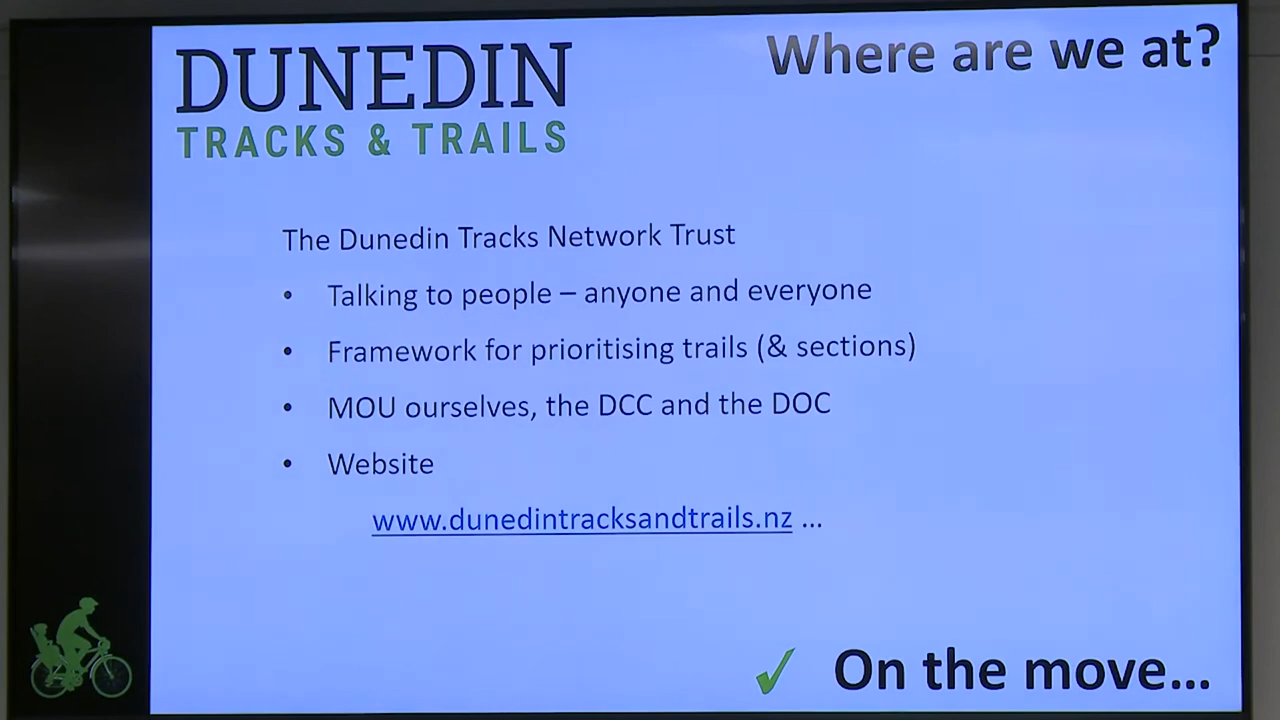 DUNEDIN
TRACKS & TRAILS
Where are we at?
The Dunedin Tracks Network Trust
• Talking to people – anyone and everyone
• Framework for prioritising trails (& sections)
• MOU ourselves, the DCC and the DOC
• Website
www.dunedintracksandtrails.nz ...
✓ On the move...